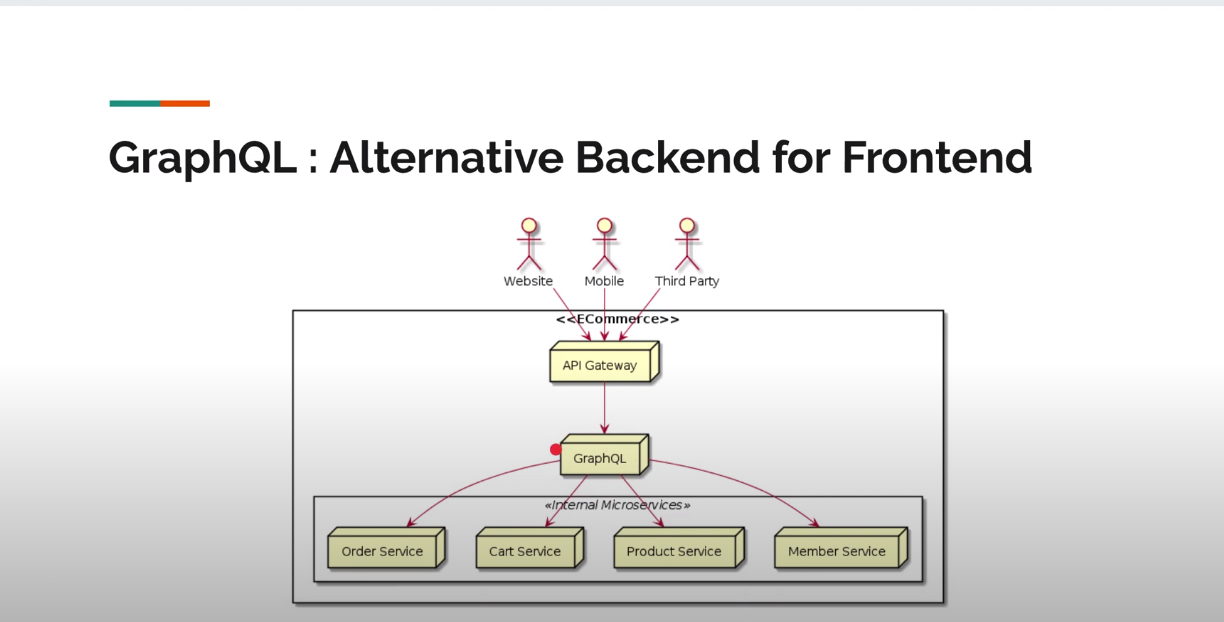 GraphQL : Alternative Backend for Frontend
Website
Mobile
Third Party
<<ECommerce>>
API Gateway
GraphQL
«Internal Microservices»
Order Service
Cart Service
Product Service
Member Service